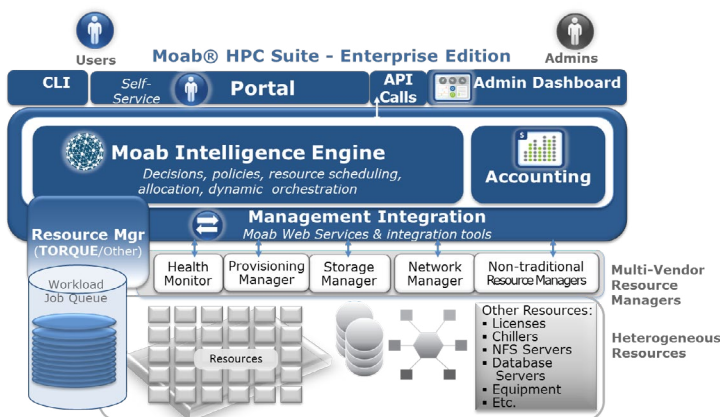 Users
Admins
Moab® HPC Suite - Enterprise Edition
CLI
Self-
Service
Portal
API
Calls
Admin Dashboard
Moab Intelligence Engine
Decisions, policies, resource scheduling,
allocation, dynamic orchestration
$
Accounting
Management Integration
Moab Web Services & integration tools
Resource Mgr
(TORQUE/Other)
Workload
Job Queue
Health
Monitor
Provisioning
Manager
Storage
Manager
Network
Manager
Non-traditional
Resource Managers
Multi-Vendor
Resource
Managers
Resources
Other Resources:
▪ Licenses
▪ Chillers
▪ NFS Servers
▪ Database
Servers
▪ Equipment
▪ Etc.
Heterogeneous
Resources